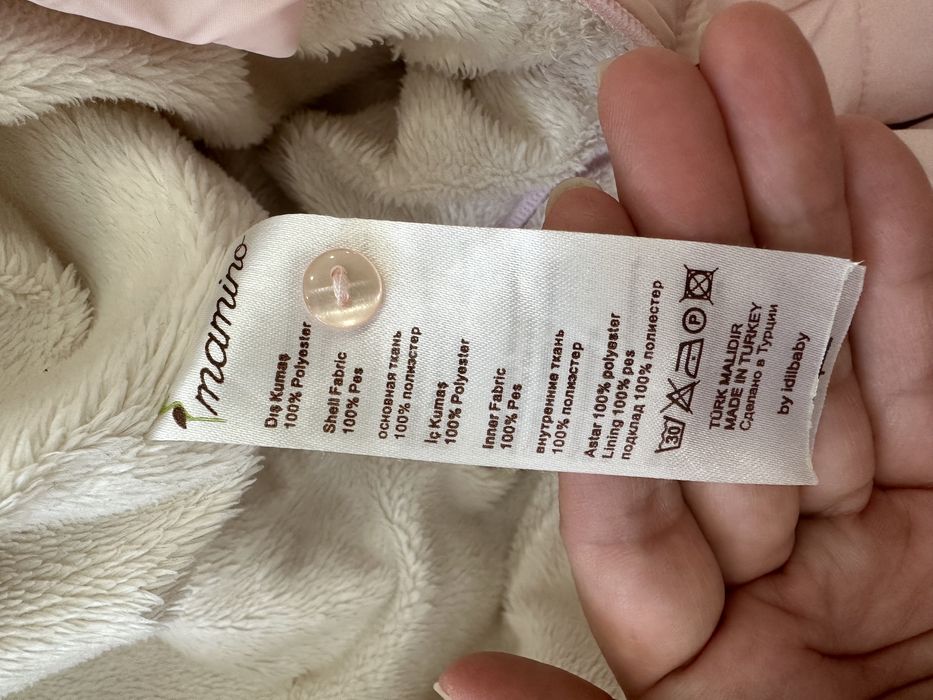 mamino
Dış Kumaş
100% Polyester
Shell Fabric
100% Pes
основная ткань
100% полиэстер
İç Kumaş
100% Polyester
Inner Fabric
100% Pes
внутренние ткань
100% полиэстер
Astar 100% polyester
Lining 100% pes
подклад 100% полиестер
30
P
TÜRK MALIDIR
MADE IN TURKEY
Сделано в Турции
by idilbaby